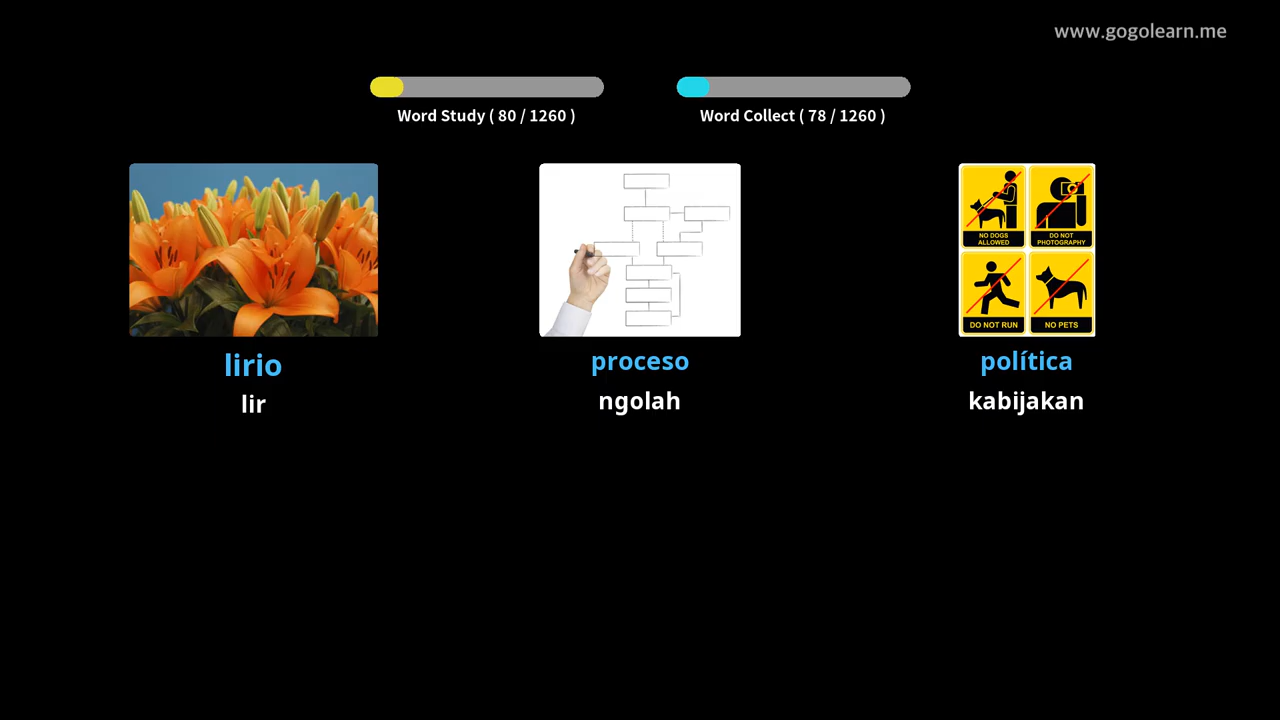 www.gogolearn.me
Word Study ( 80 / 1260 )
Word Collect ( 78 / 1260 )
NO DOGS
ALLOWED
DO NOT
PHOTOGRAPHY
DO NOT RUN
NO PETS
lirio
proceso
política
lir
ngolah
kabijakan